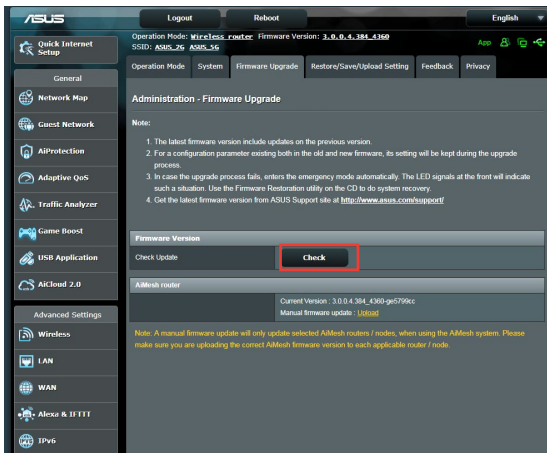 ASUS
Logout
Reboot
English
Operation Mode: Wireless router Firmware Version: 3.0.0.4.384_4360
SSID: ASUS_2G ASUS_5G
App
Quick Internet
Setup
Operation Mode
System
Firmware Upgrade
Restore/Save/Upload Setting
Feedback
Privacy
General
Network Map
Guest Network
AiProtection
Adaptive QoS
Traffic Analyzer
Game Boost
USB Application
AiCloud 2.0
Advanced Settings
Wireless
LAN
WAN
Alexa & IFTTT
IPv6
Administration - Firmware Upgrade
Note:
1. The latest firmware version include updates on the previous version.
2. For a configuration parameter existing both in the old and new firmware, its setting will be kept during the upgrade
process.
3. In case the upgrade process fails, enters the emergency mode automatically. The LED signals at the front will indicate
such a situation. Use the Firmware Restoration utility on the CD to do system recovery.
4. Get the latest firmware version from ASUS Support site at http://www.asus.com/support/
Firmware Version
Check Update
Check
AiMesh router
Current Version : 3.0.0.4.384_4360-ge5799cc
Manual firmware update : Upload
Note: A manual firmware update will only update selected AiMesh routers / nodes, when using the AiMesh system. Please
make sure you are uploading the correct AiMesh firmware version to each applicable router / node.